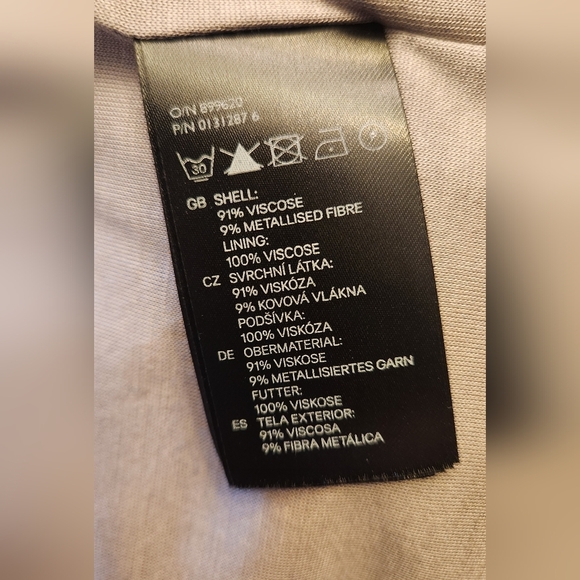 O/N 899620
P/N 0131287 6
30
GB SHELL:
91% VISCOSE
9% METALLISED FIBRE
LINING:
100% VISCOSE
CZ SVRCHNÍ LÁTKA:
91% VISKÓZA
9% KOVOVÁ VLÁKNA
PODŠÍVKA:
100% VISKÓZA
DE OBERMATERIAL:
91% VISKOSE
9% METALLISIERTES GARN
FUTTER:
100% VISKOSE
ES TELA EXTERIOR:
91% VISCOSA
9% FIBRA METÁLICA